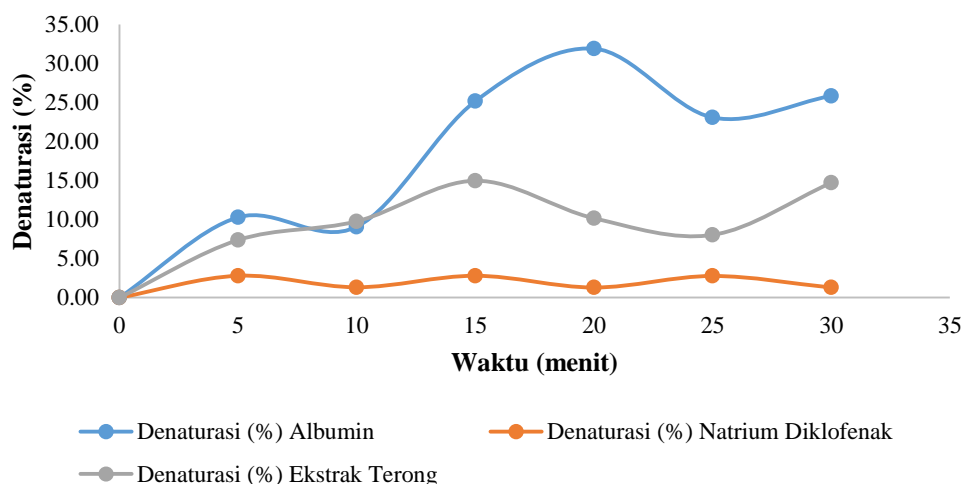 35.00
30.00
25.00
20.00
15.00
10.00
5.00
0.00
Denaturasi (%)
0 5 10 15 20 25 30 35
Waktu (menit)
Denaturasi (%) Albumin
Denaturasi (%) Natrium Diklofenak
Denaturasi (%) Ekstrak Terong